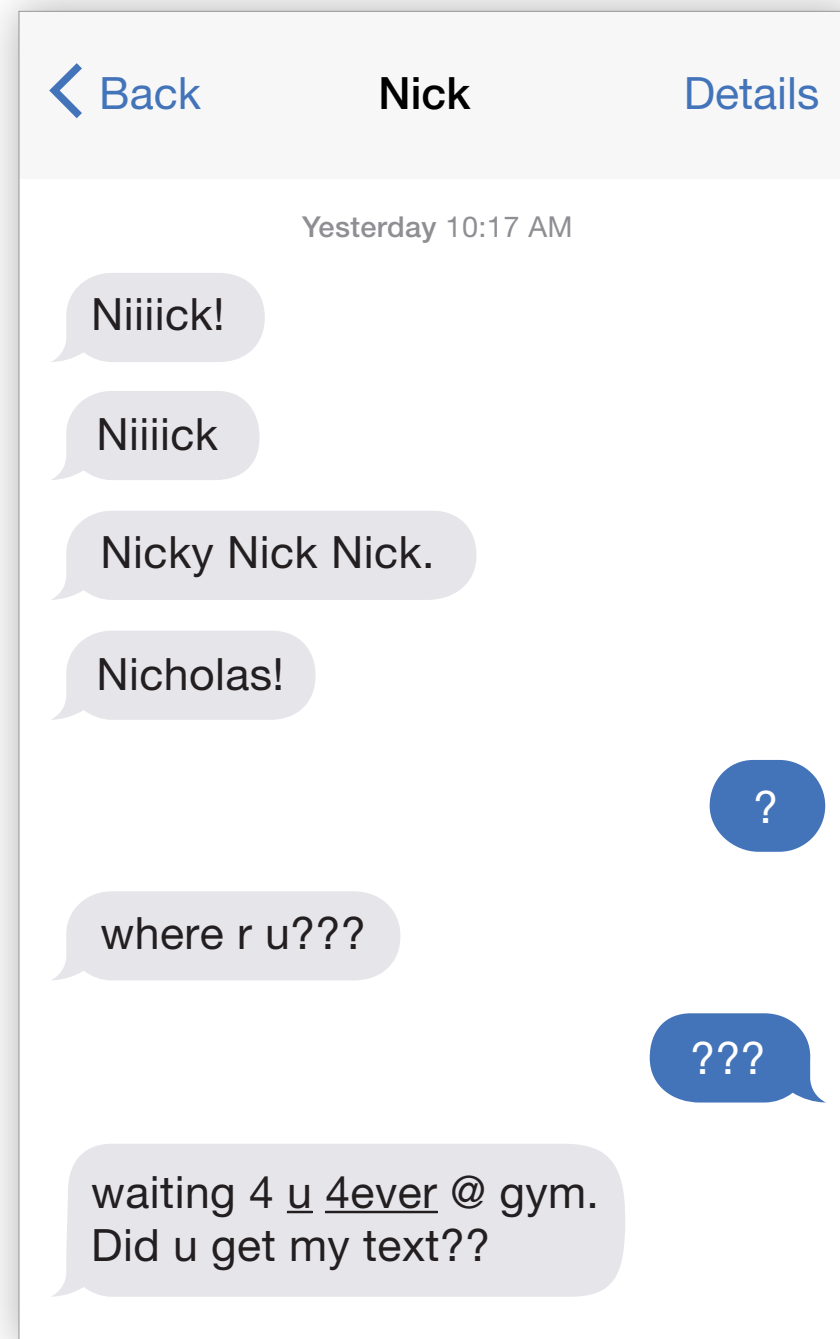 Back Nick Details
Yesterday 10:17 AM
Niiiick!
Niiiick
Nicky Nick Nick.
Nicholas!
?
where r u???
???
waiting 4 u 4ever @ gym.
Did u get my text??